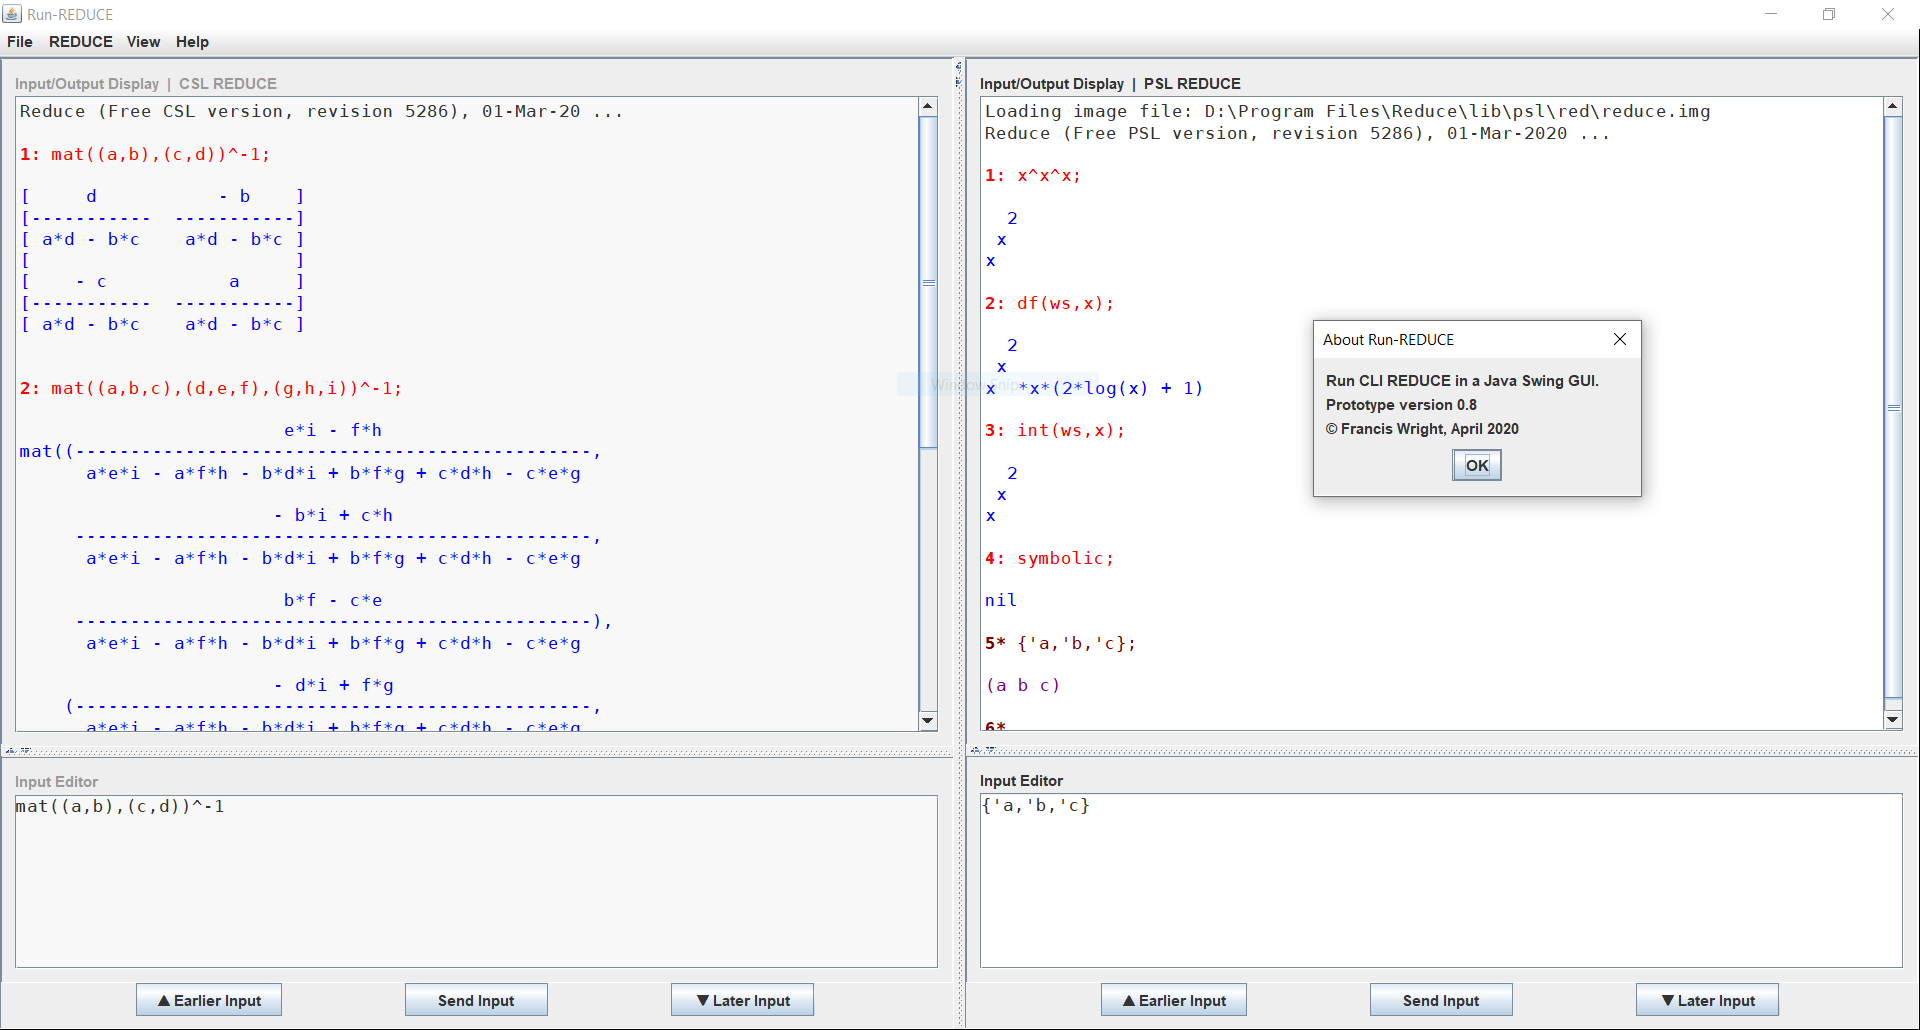 Run-REDUCE
File REDUCE View Help
Input/Output Display | CSL REDUCE
Reduce (Free CSL version, revision 5286), 01-Mar-20 ...
1: mat((a,b),(c,d))^-1;
[      d            - b    ]
[-----------  -----------]
[ a*d - b*c    a*d - b*c ]
[                         ]
[    - c           a      ]
[-----------  -----------]
[ a*d - b*c    a*d - b*c ]
2: mat((a,b,c),(d,e,f),(g,h,i))^-1;
e*i - f*h
mat((-----------------------------------------------,
a*e*i - a*f*h - b*d*i + b*f*g + c*d*h - c*e*g
- b*i + c*h
-----------------------------------------------,
a*e*i - a*f*h - b*d*i + b*f*g + c*d*h - c*e*g
b*f - c*e
-----------------------------------------------),
a*e*i - a*f*h - b*d*i + b*f*g + c*d*h - c*e*g
- d*i + f*g
(-----------------------------------------------,
a*e*i - a*f*h - b*d*i + b*f*g + c*d*h - c*e*g
Input Editor
mat((a,b),(c,d))^-1
▲ Earlier Input
Send Input
▼ Later Input
Input/Output Display | PSL REDUCE
Loading image file: D:\Program Files\Reduce\lib\psl\red\reduce.img
Reduce (Free PSL version, revision 5286), 01-Mar-2020 ...
1: x^x^x;
2
x
x
2: df(ws,x);
2
x
x  *x*(2*log(x) + 1)
3: int(ws,x);
2
x
x
4: symbolic;
nil
5* {'a,'b,'c};
(a b c)
6*
Window Snip
Input Editor
{'a,'b,'c}
▲ Earlier Input
Send Input
▼ Later Input
About Run-REDUCE
Run CLI REDUCE in a Java Swing GUI.
Prototype version 0.8
© Francis Wright, April 2020
OK